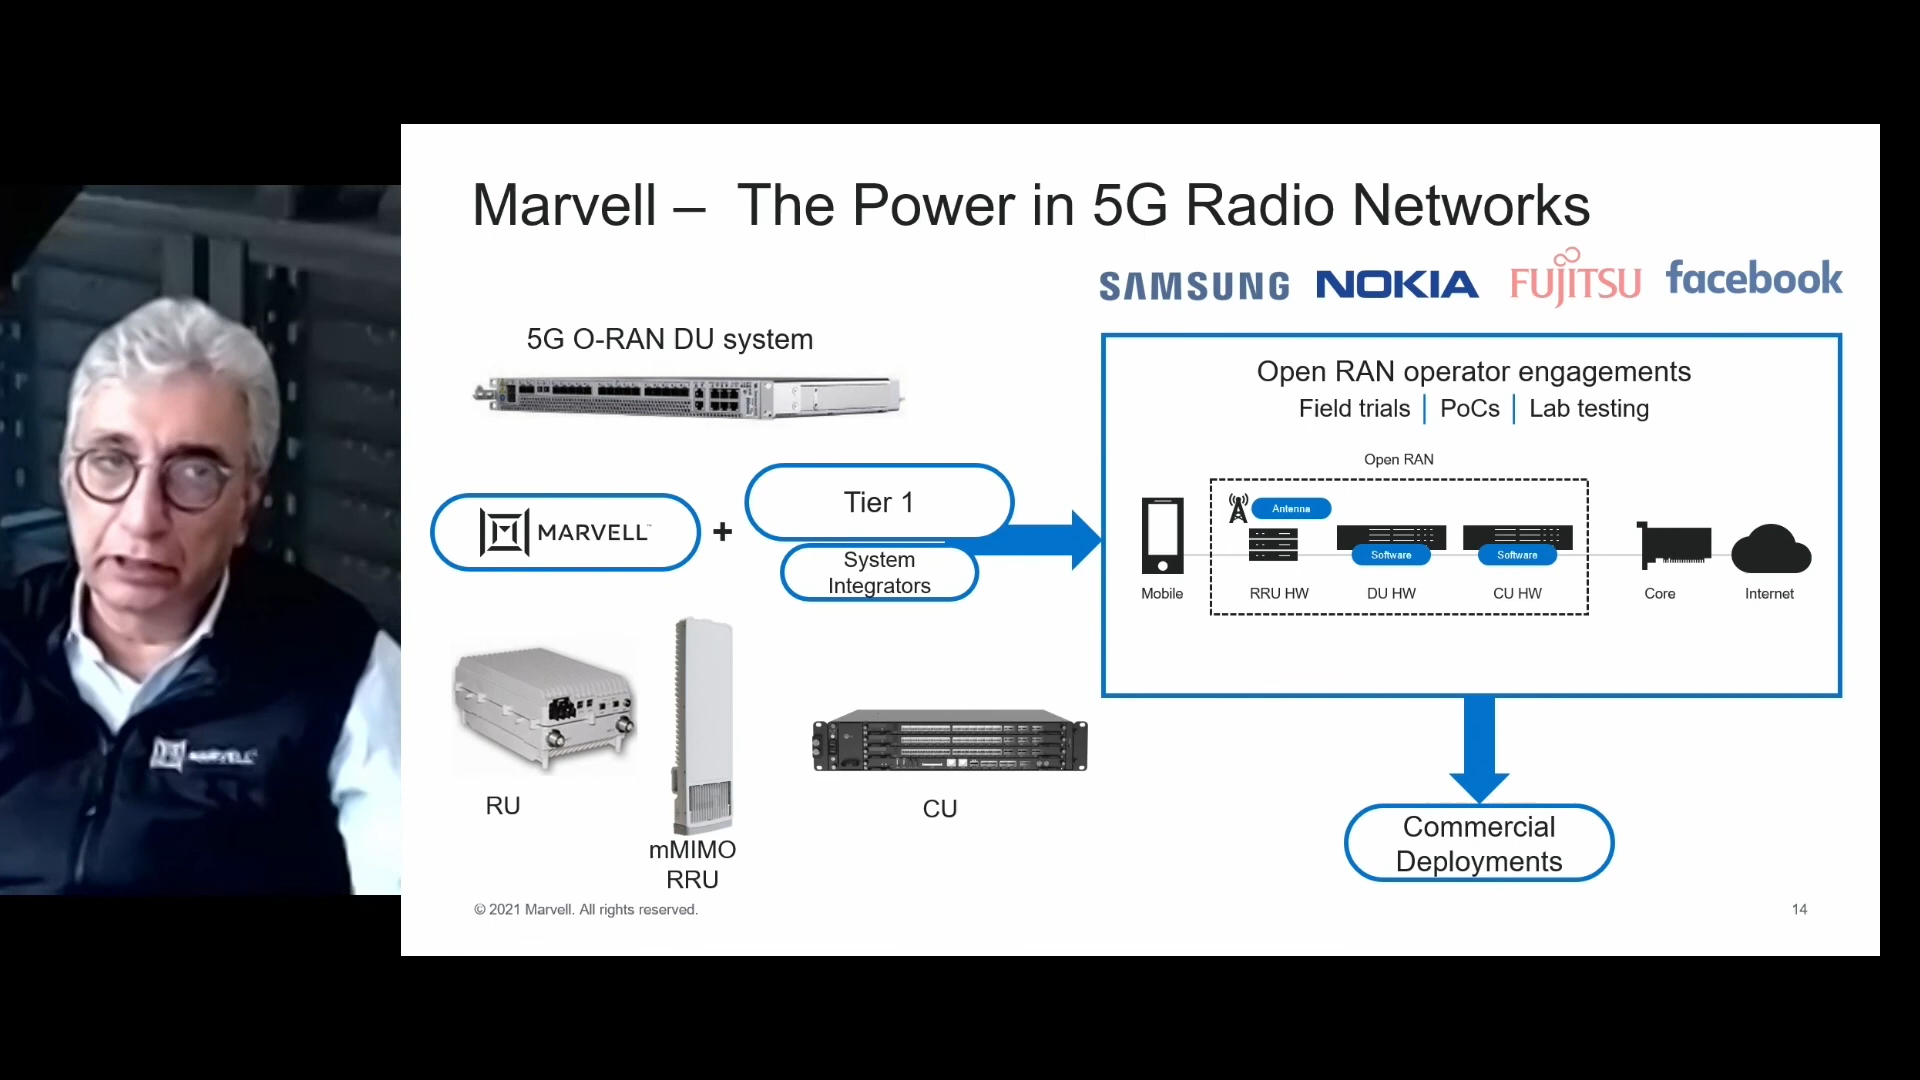 Marvell – The Power in 5G Radio Networks
SAMSUNG NOKIA FUJITSU facebook
5G O-RAN DU system
MARVELL™
+
Tier 1
System
Integrators
Open RAN operator engagements
Field trials | PoCs | Lab testing
Open RAN
Antenna
Software
Software
Mobile
RRU HW
DU HW
CU HW
Core
Internet
RU
mMIMO
RRU
CU
Commercial
Deployments
MARVELL
© 2021 Marvell. All rights reserved.
14